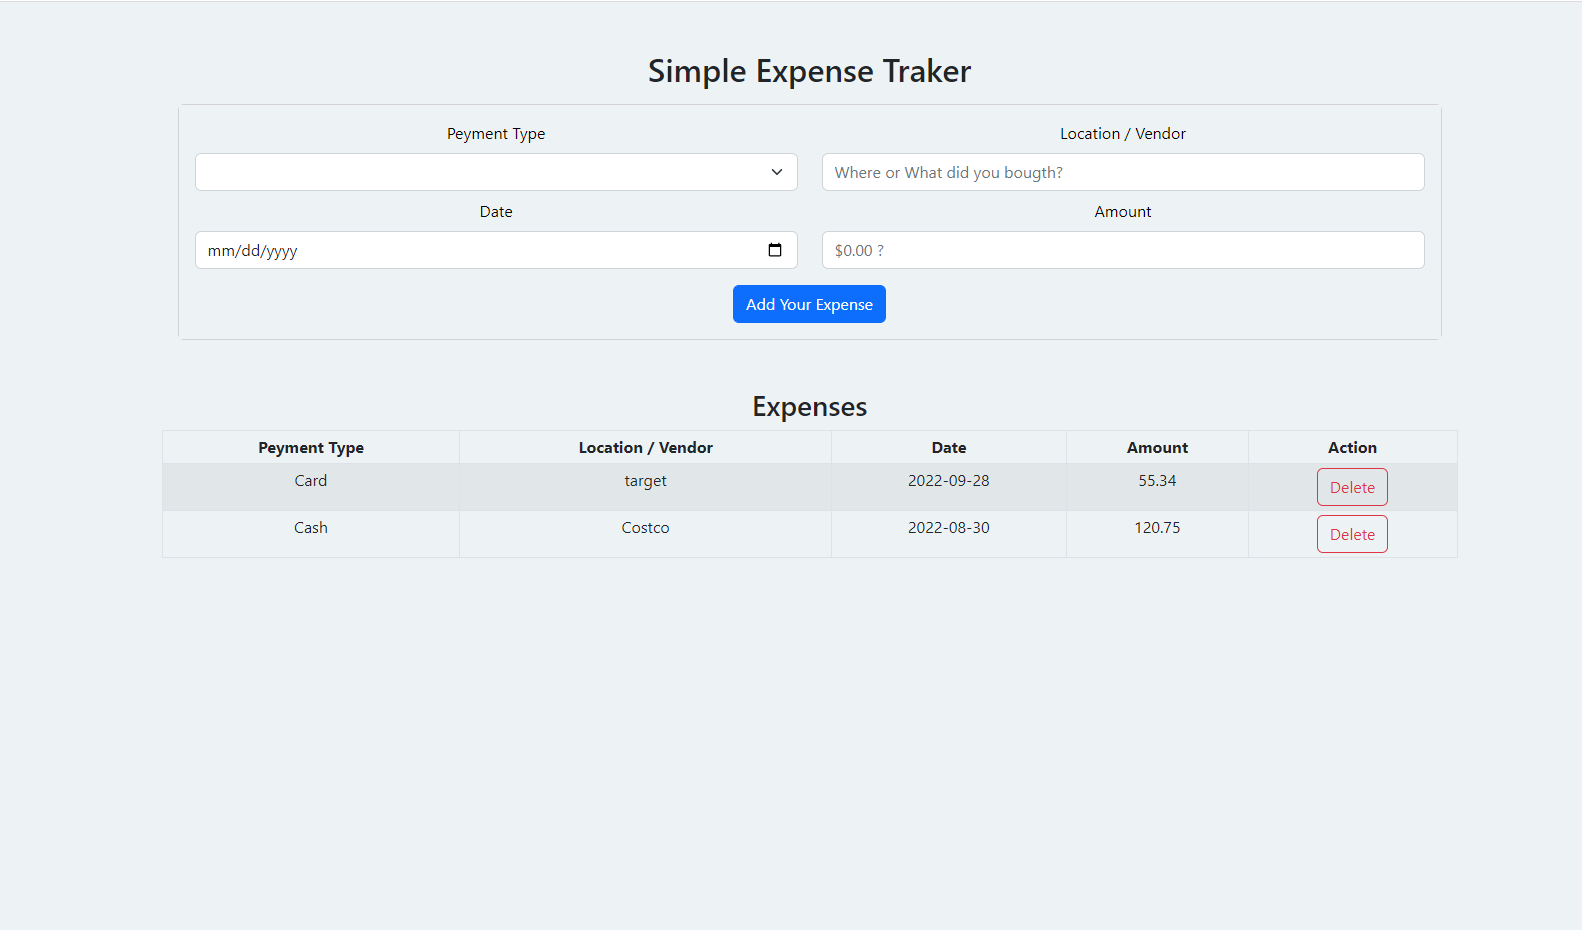 Simple Expense Traker
Peyment Type Location / Vendor
Where or What did you bougth?
Date Amount
mm/dd/yyyy $0.00 ?
Add Your Expense
Expenses
Peyment Type Location / Vendor Date Amount Action
Card target 2022-09-28 55.34 Delete
Cash Costco 2022-08-30 120.75 Delete